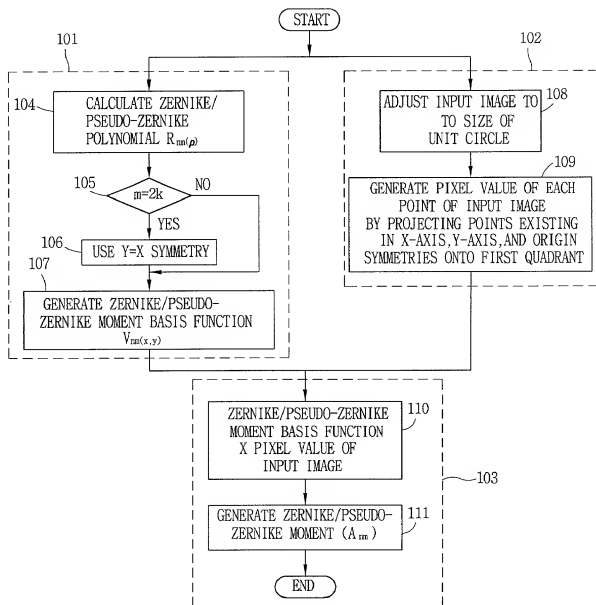 START
101
102
104
CALCULATE ZERNIKE/
PSEUDO-ZERNIKE
POLYNOMIAL Rnm(ρ)
105
m=2k
NO
YES
106
USE Y=X SYMMETRY
107
GENERATE ZERNIKE/PSEUDO-
ZERNIKE MOMENT BASIS FUNCTION
Vnm(x,y)
108
ADJUST INPUT IMAGE TO
TO SIZE OF
UNIT CIRCLE
109
GENERATE PIXEL VALUE OF EACH
POINT OF INPUT IMAGE
BY PROJECTING POINTS EXISTING
IN X-AXIS,Y-AXIS,AND ORIGIN
SYMMETRIES ONTO FIRST QUADRANT
110
ZERNIKE/PSEUDO-ZERNIKE
MOMENT BASIS FUNCTION
X PIXEL VALUE OF
INPUT IMAGE
103
111
GENERATE ZERNIKE/PSEUDO-
ZERNIKE MOMENT (Anm)
END